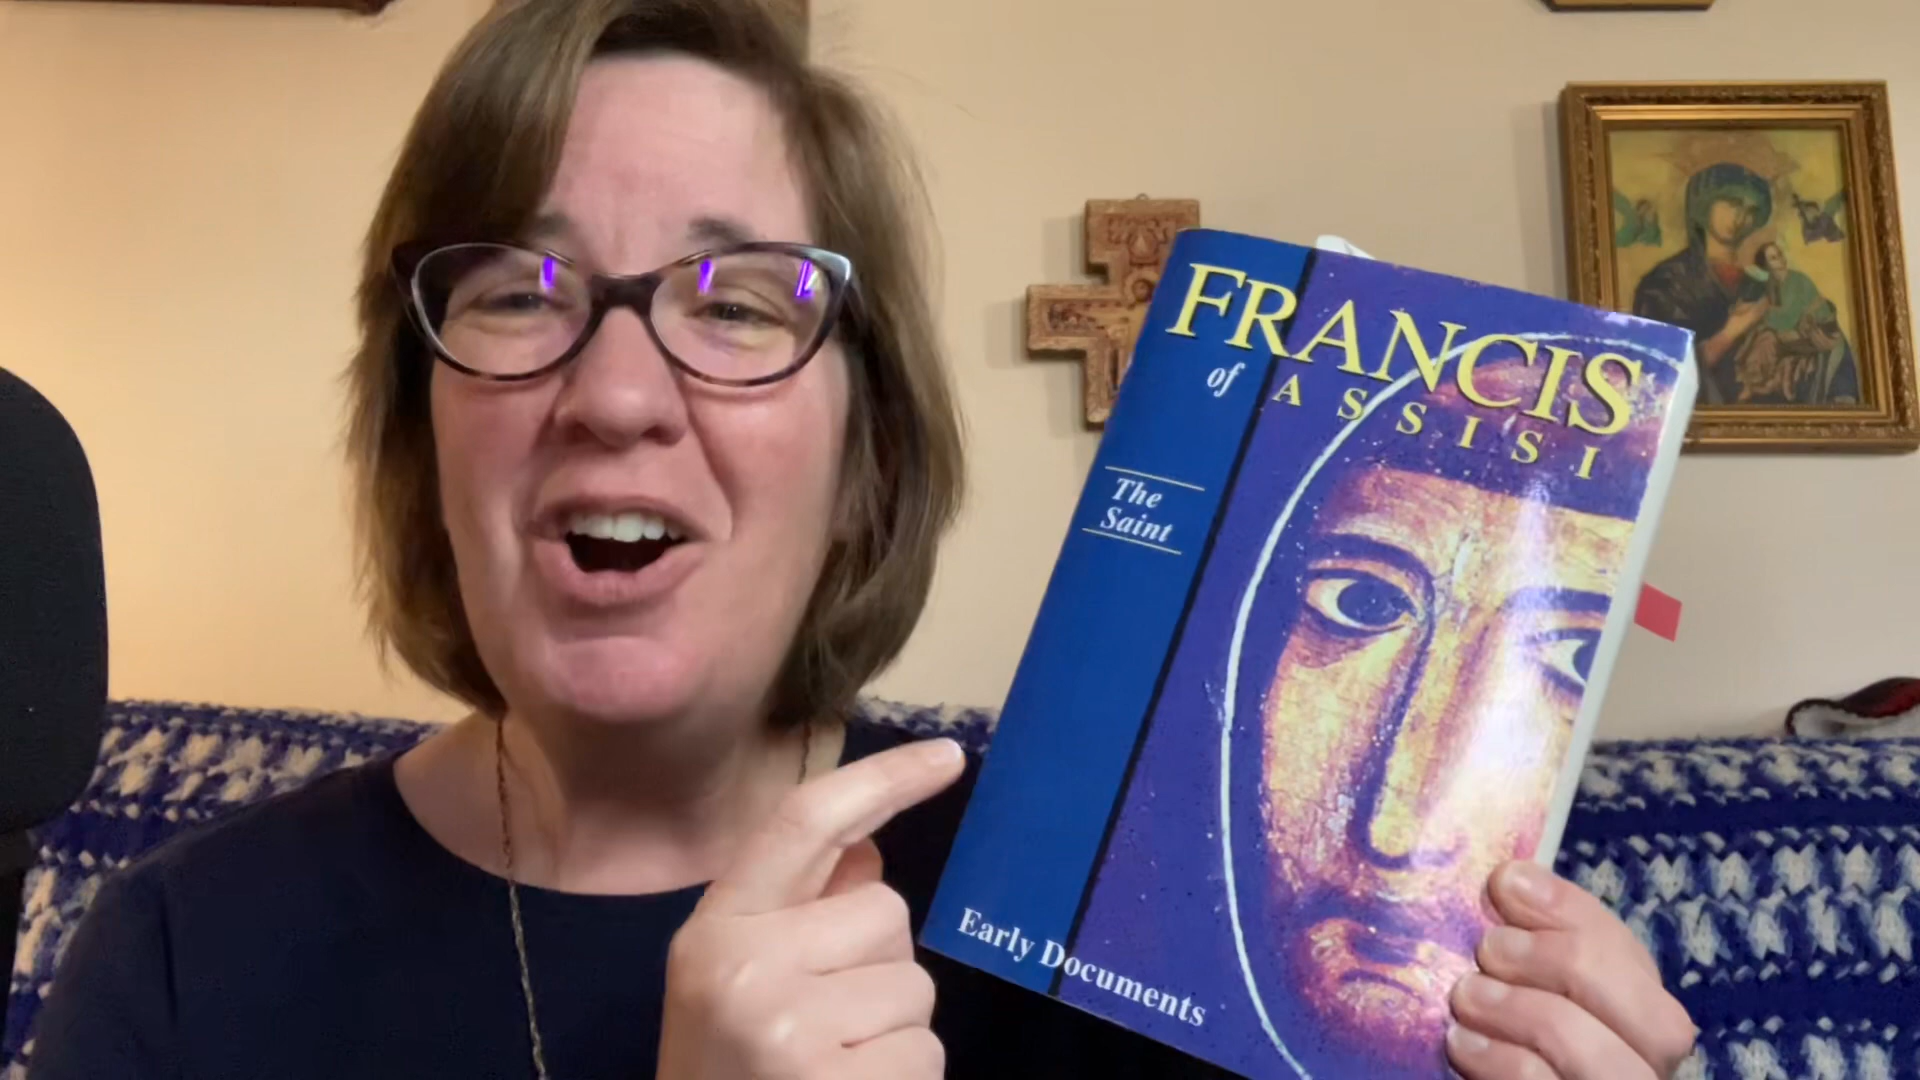 FRANCIS
of ASSISI
The
Saint
Early Documents